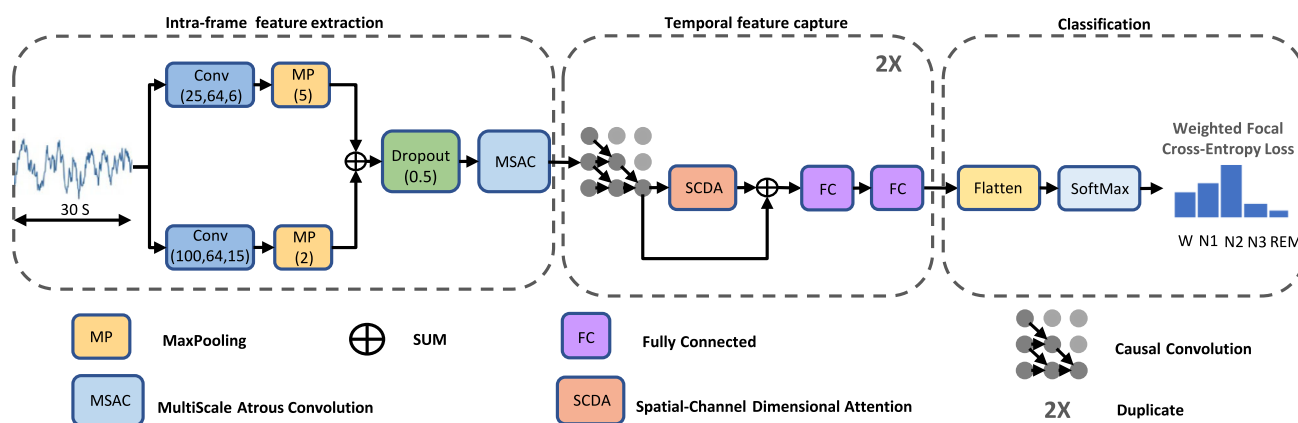 Intra-frame feature extraction
Temporal feature capture
Classification
Conv
(25,64,6)
MP
(5)
2X
30 S
Dropout
(0.5)
MSAC
SCDA
FC
FC
Flatten
SoftMax
Weighted Focal
Cross-Entropy Loss
W N1 N2 N3 REM
Conv
(100,64,15)
MP
(2)
MP
MaxPooling
SUM
FC
Fully Connected
Causal Convolution
MSAC
MultiScale Atrous Convolution
SCDA
Spatial-Channel Dimensional Attention
2X
Duplicate